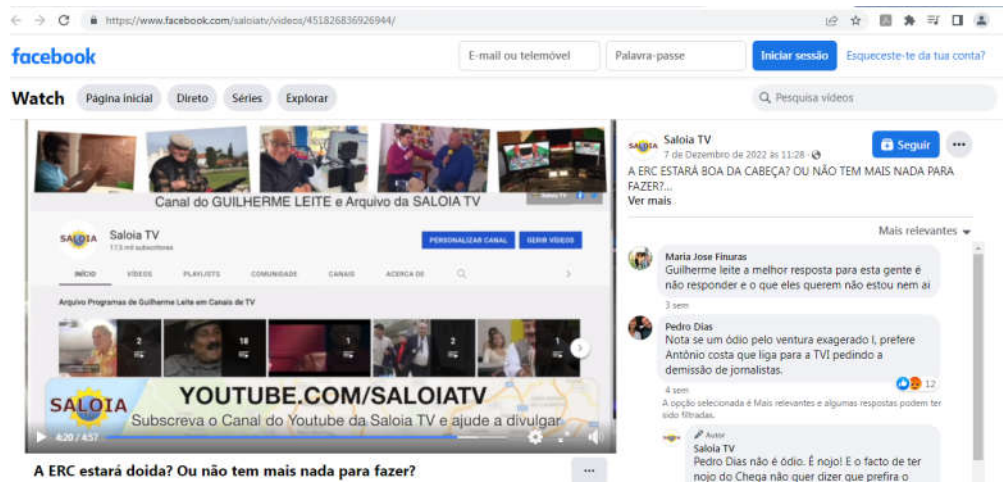 https://www.facebook.com/saloiatv/videos/451826836926944/
facebook
E-mail ou telemóvel
Palavra-passe
Iniciar sessão
Esqueceste-te da tua conta?
Watch
Página inicial
Direto
Séries
Explorar
Pesquisa vídeos
Canal do GUILHERME LEITE e Arquivo da SALOIA TV
SALOIA
Saloia TV
PERSONALIZAR CANAL
GERIR VÍDEOS
INÍCIO
VÍDEOS
PLAYLISTS
COMUNIDADE
CANAIS
ACERCA DE
Arquivo Programas de Guilherme Leite em Canais de TV
2
18
1
2
1
SALOIA
YOUTUBE.COM/SALOIATV
Subscreva o Canal do Youtube da Saloia TV e ajude a divulgar
4:20 / 4:57
A ERC estará doida? Ou não tem mais nada para fazer?
SALOIA
Saloia TV
7 de Dezembro de 2022 às 11:28 ·
Seguir
A ERC ESTARÁ BOA DA CABEÇA? OU NÃO TEM MAIS NADA PARA
FAZER?...
Ver mais
Mais relevantes
Maria Jose Finuras
Guilherme leite a melhor resposta para esta gente é
não responder e o que eles querem não estou nem ai
3 sem
Pedro Dias
Nota se um ódio pelo ventura exagerado l, prefere
António costa que liga para a TVI pedindo a
demissão de jornalistas.
4 sem
12
A opção selecionada é Mais relevantes e algumas respostas podem ter
sido filtradas.
Autor
Saloia TV
Pedro Dias não é ódio. É nojo! E o facto de ter
nojo do Chega não quer dizer que prefira o